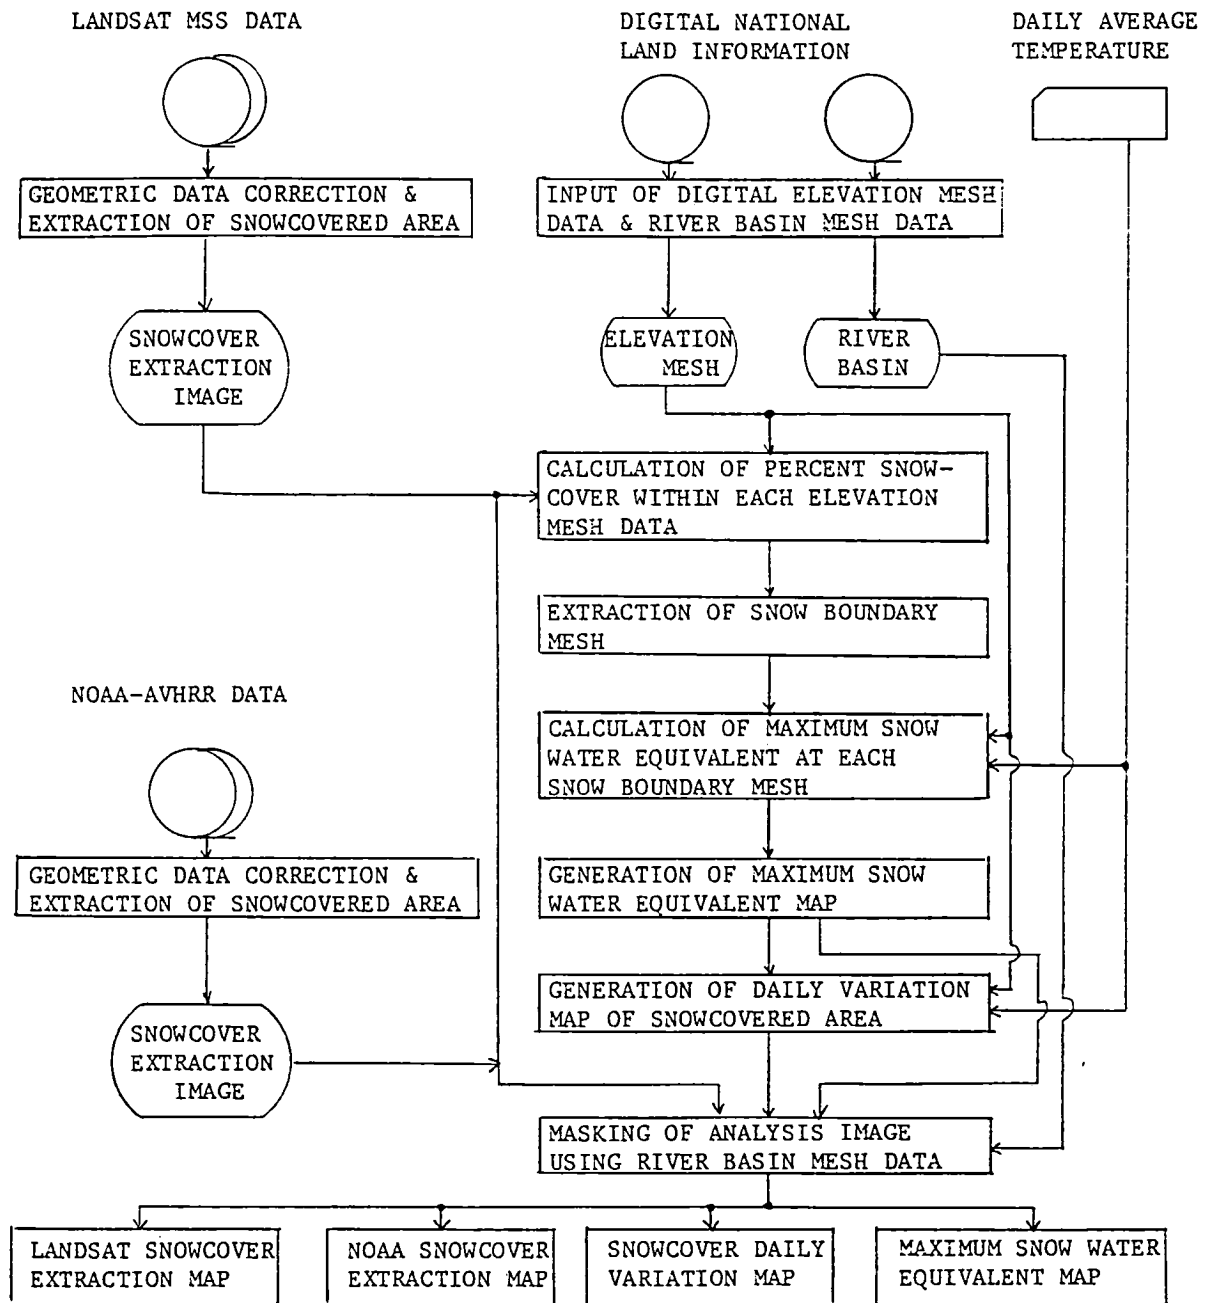 LANDSAT MSS DATA
DIGITAL NATIONAL
LAND INFORMATION
DAILY AVERAGE
TEMPERATURE
GEOMETRIC DATA CORRECTION &
EXTRACTION OF SNOWCOVERED AREA
INPUT OF DIGITAL ELEVATION MESH
DATA & RIVER BASIN MESH DATA
SNOWCOVER
EXTRACTION
IMAGE
ELEVATION
MESH
RIVER
BASIN
CALCULATION OF PERCENT SNOW-
COVER WITHIN EACH ELEVATION
MESH DATA
EXTRACTION OF SNOW BOUNDARY
MESH
NOAA-AVHRR DATA
CALCULATION OF MAXIMUM SNOW
WATER EQUIVALENT AT EACH
SNOW BOUNDARY MESH
GEOMETRIC DATA CORRECTION &
EXTRACTION OF SNOWCOVERED AREA
GENERATION OF MAXIMUM SNOW
WATER EQUIVALENT MAP
GENERATION OF DAILY VARIATION
MAP OF SNOWCOVERED AREA
SNOWCOVER
EXTRACTION
IMAGE
MASKING OF ANALYSIS IMAGE
USING RIVER BASIN MESH DATA
LANDSAT SNOWCOVER
EXTRACTION MAP
NOAA SNOWCOVER
EXTRACTION MAP
SNOWCOVER DAILY
VARIATION MAP
MAXIMUM SNOW WATER
EQUIVALENT MAP